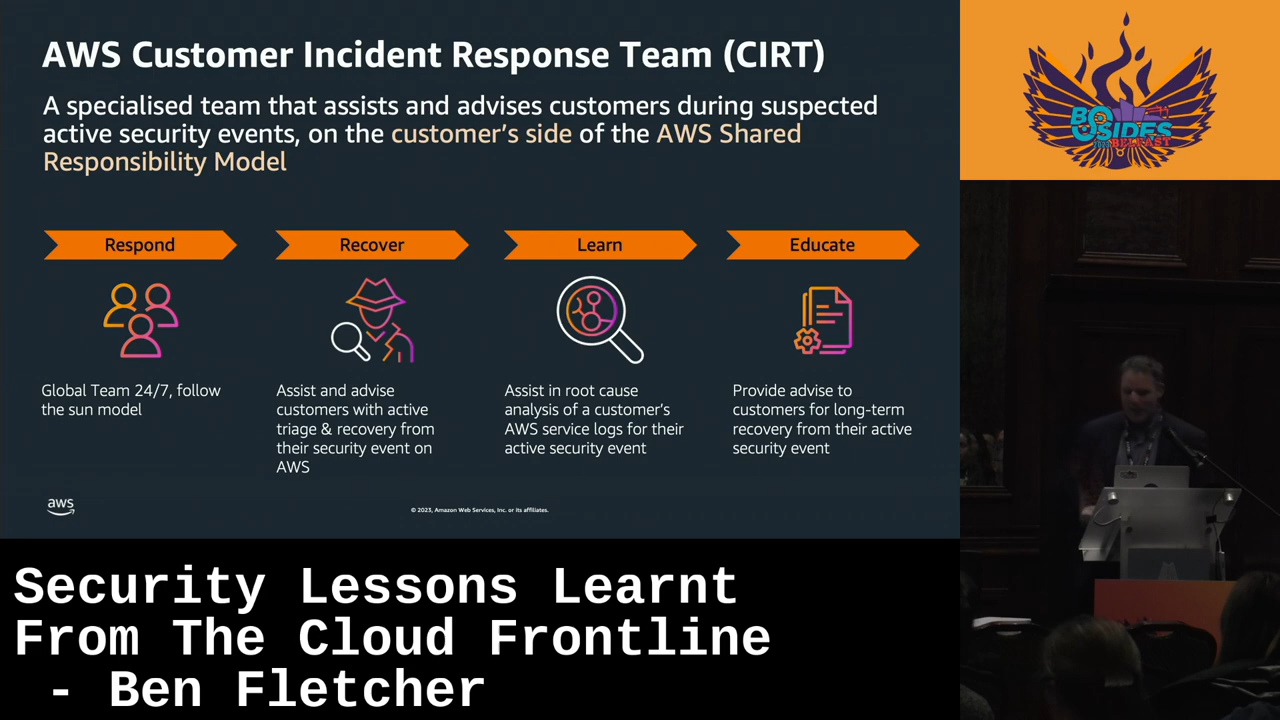 AWS Customer Incident Response Team (CIRT)
A specialised team that assists and advises customers during suspected
active security events, on the customer's side of the AWS Shared
Responsibility Model
Respond
Recover
Learn
Educate
Global Team 24/7, follow
the sun model
Assist and advise
customers with active
triage & recovery from
their security event on
AWS
Assist in root cause
analysis of a customer's
AWS service logs for their
active security event
Provide advise to
customers for long-term
recovery from their active
security event
aws
© 2023, Amazon Web Services, Inc. or its affiliates.
BSIDES
BELFAST
Security Lessons Learnt
From The Cloud Frontline
- Ben Fletcher